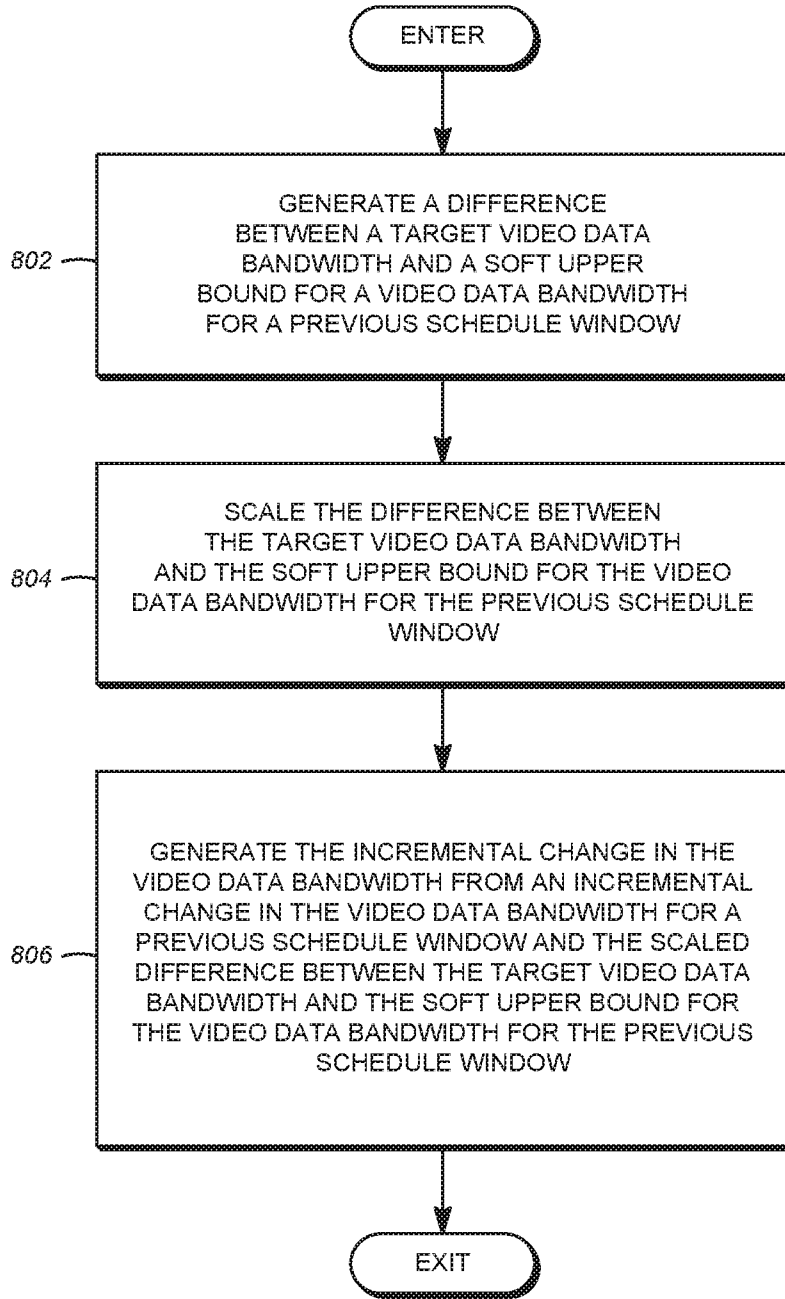 ENTER
802
GENERATE A DIFFERENCE
BETWEEN A TARGET VIDEO DATA
BANDWIDTH AND A SOFT UPPER
BOUND FOR A VIDEO DATA BANDWIDTH
FOR A PREVIOUS SCHEDULE WINDOW
804
SCALE THE DIFFERENCE BETWEEN
THE TARGET VIDEO DATA BANDWIDTH
AND THE SOFT UPPER BOUND FOR THE VIDEO
DATA BANDWIDTH FOR THE PREVIOUS SCHEDULE
WINDOW
806
GENERATE THE INCREMENTAL CHANGE IN THE
VIDEO DATA BANDWIDTH FROM AN INCREMENTAL
CHANGE IN THE VIDEO DATA BANDWIDTH FOR A
PREVIOUS SCHEDULE WINDOW AND THE SCALED
DIFFERENCE BETWEEN THE TARGET VIDEO DATA
BANDWIDTH AND THE SOFT UPPER BOUND FOR
THE VIDEO DATA BANDWIDTH FOR THE PREVIOUS
SCHEDULE WINDOW
EXIT